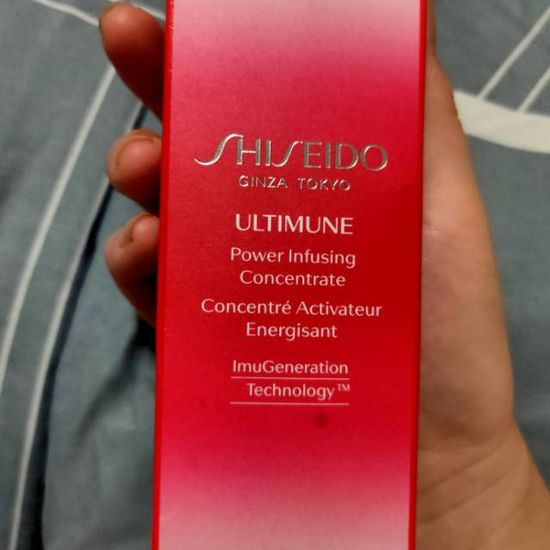 SHISEIDO
GINZA TOKYO
ULTIMUNE
Power Infusing
Concentrate
Concentré Activateur
Energisant
ImuGeneration
Technology™